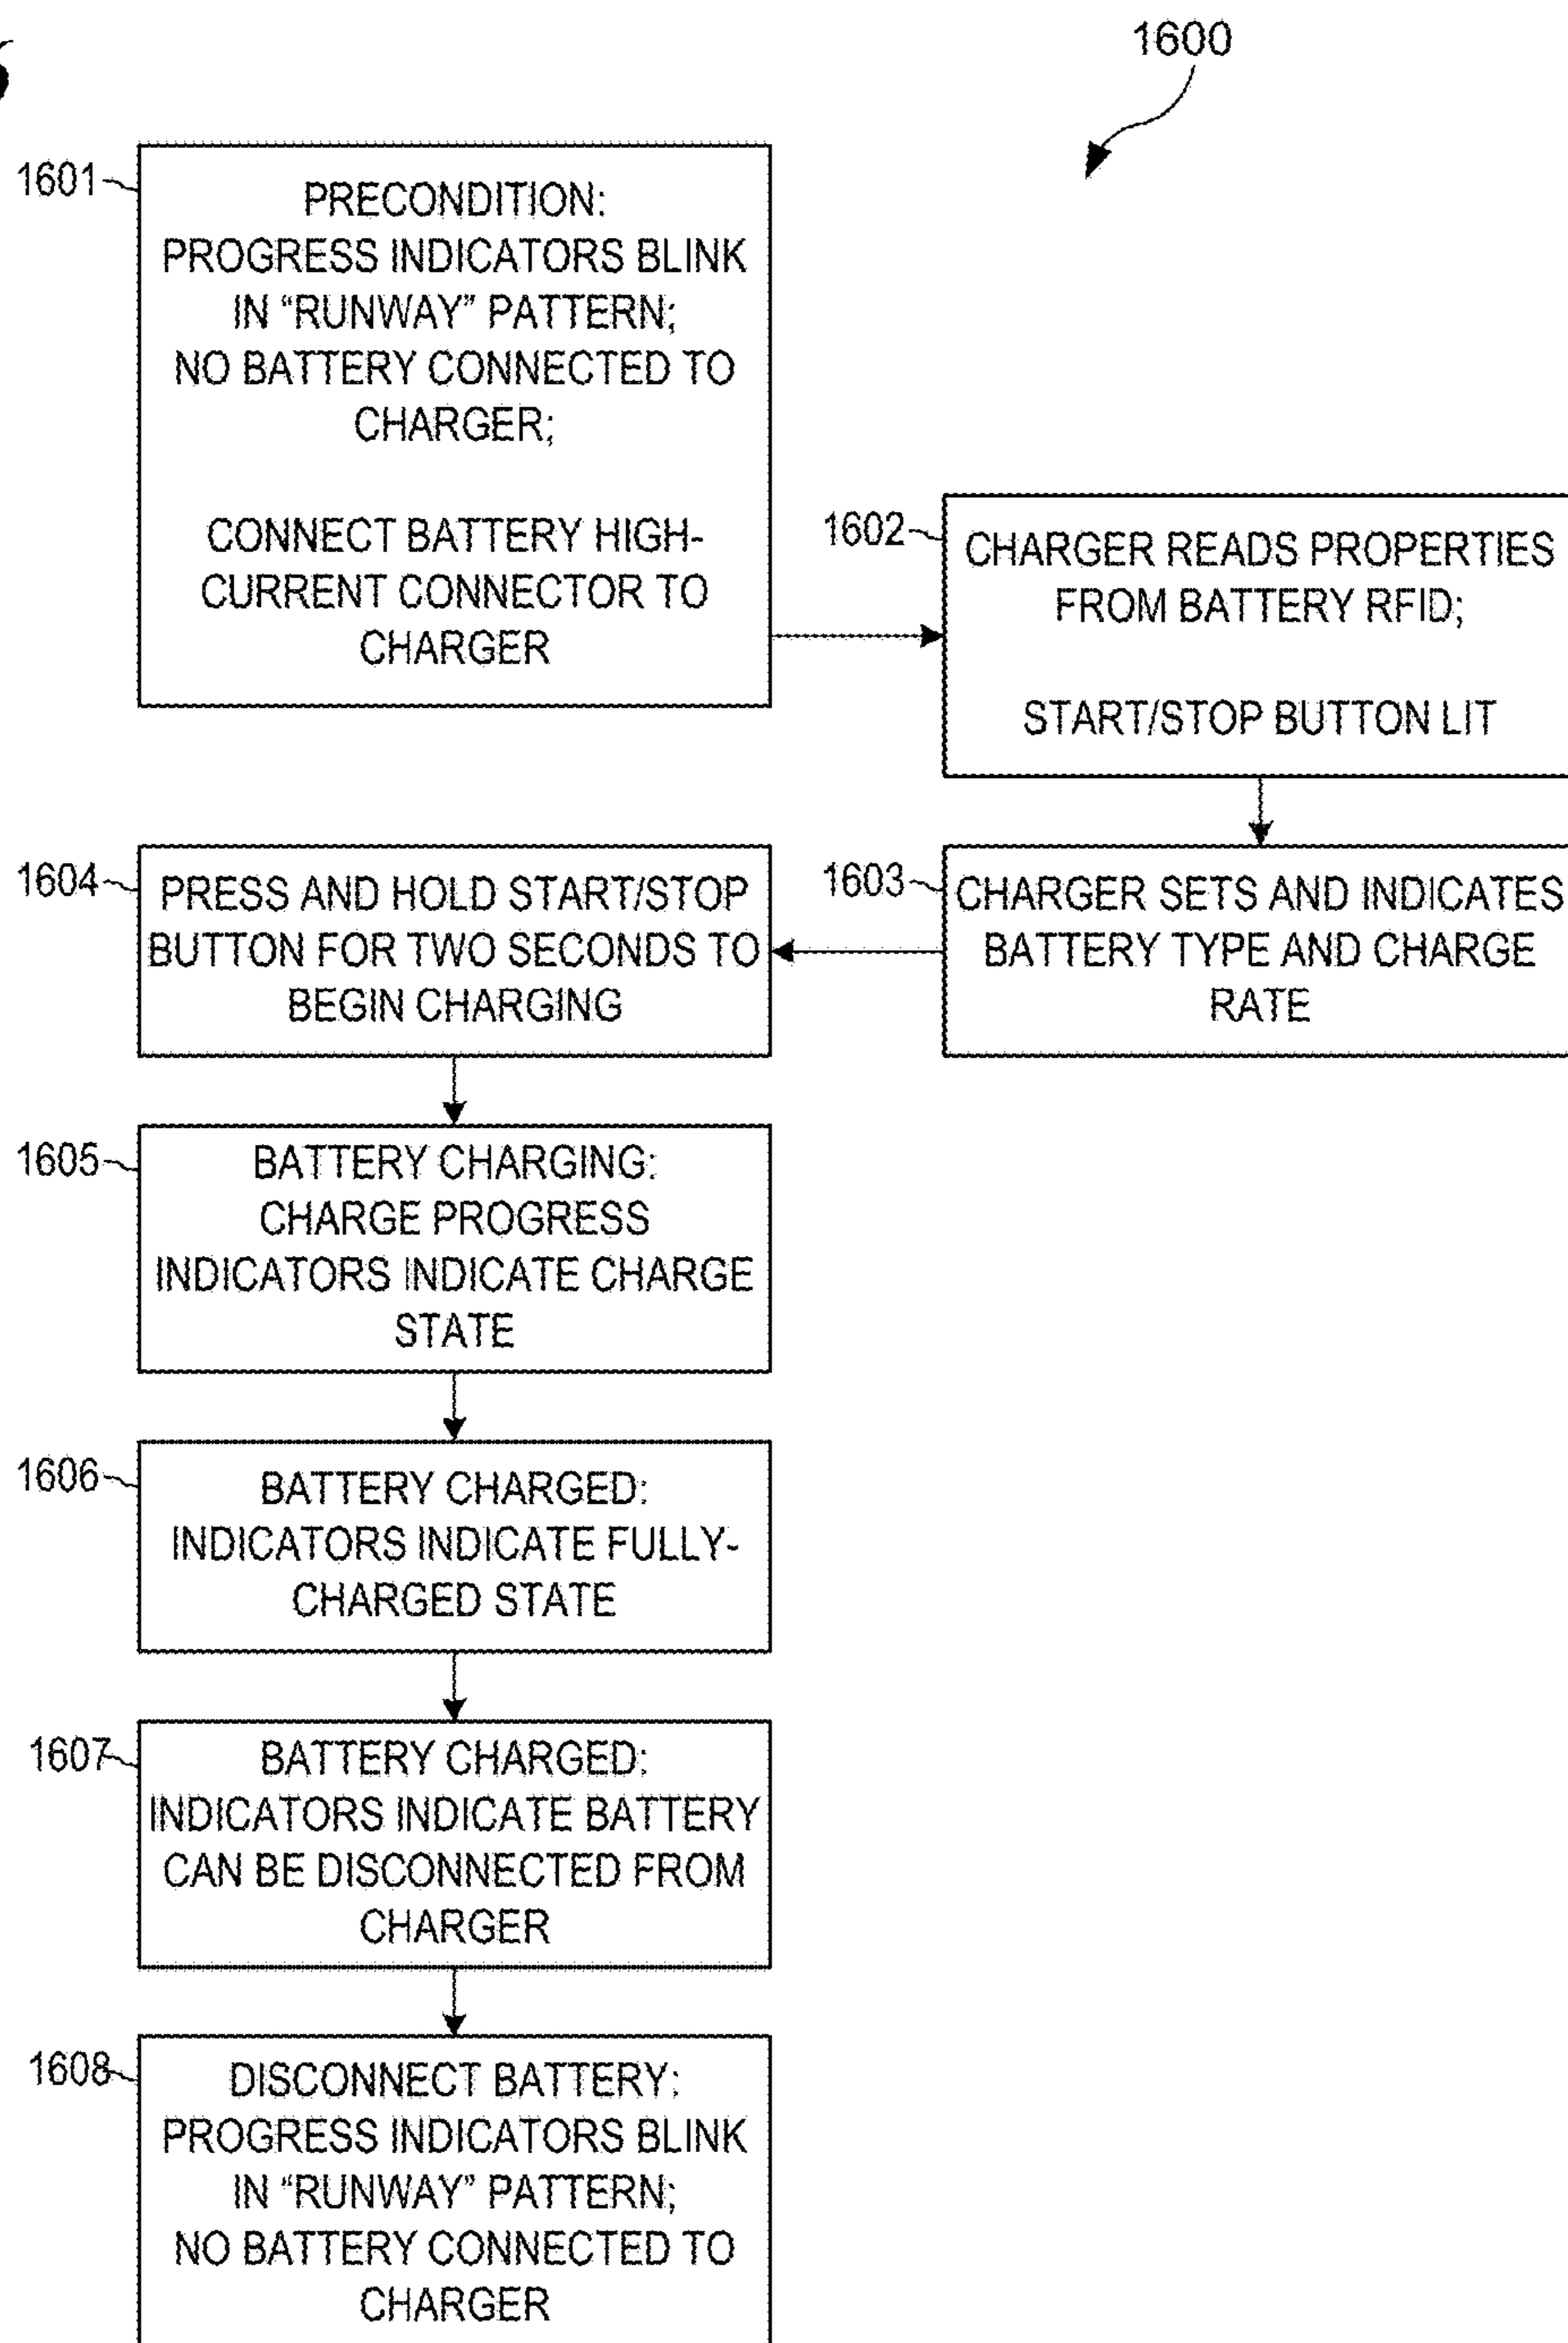 1600
1601
PRECONDITION:
PROGRESS INDICATORS BLINK
IN “RUNWAY” PATTERN;
NO BATTERY CONNECTED TO
CHARGER;
CONNECT BATTERY HIGH-
CURRENT CONNECTOR TO
CHARGER
1602
CHARGER READS PROPERTIES
FROM BATTERY RFID;
START/STOP BUTTON LIT
1603
CHARGER SETS AND INDICATES
BATTERY TYPE AND CHARGE
RATE
1604
PRESS AND HOLD START/STOP
BUTTON FOR TWO SECONDS TO
BEGIN CHARGING
1605
BATTERY CHARGING:
CHARGE PROGRESS
INDICATORS INDICATE CHARGE
STATE
1606
BATTERY CHARGED:
INDICATORS INDICATE FULLY-
CHARGED STATE
1607
BATTERY CHARGED:
INDICATORS INDICATE BATTERY
CAN BE DISCONNECTED FROM
CHARGER
1608
DISCONNECT BATTERY:
PROGRESS INDICATORS BLINK
IN “RUNWAY” PATTERN;
NO BATTERY CONNECTED TO
CHARGER